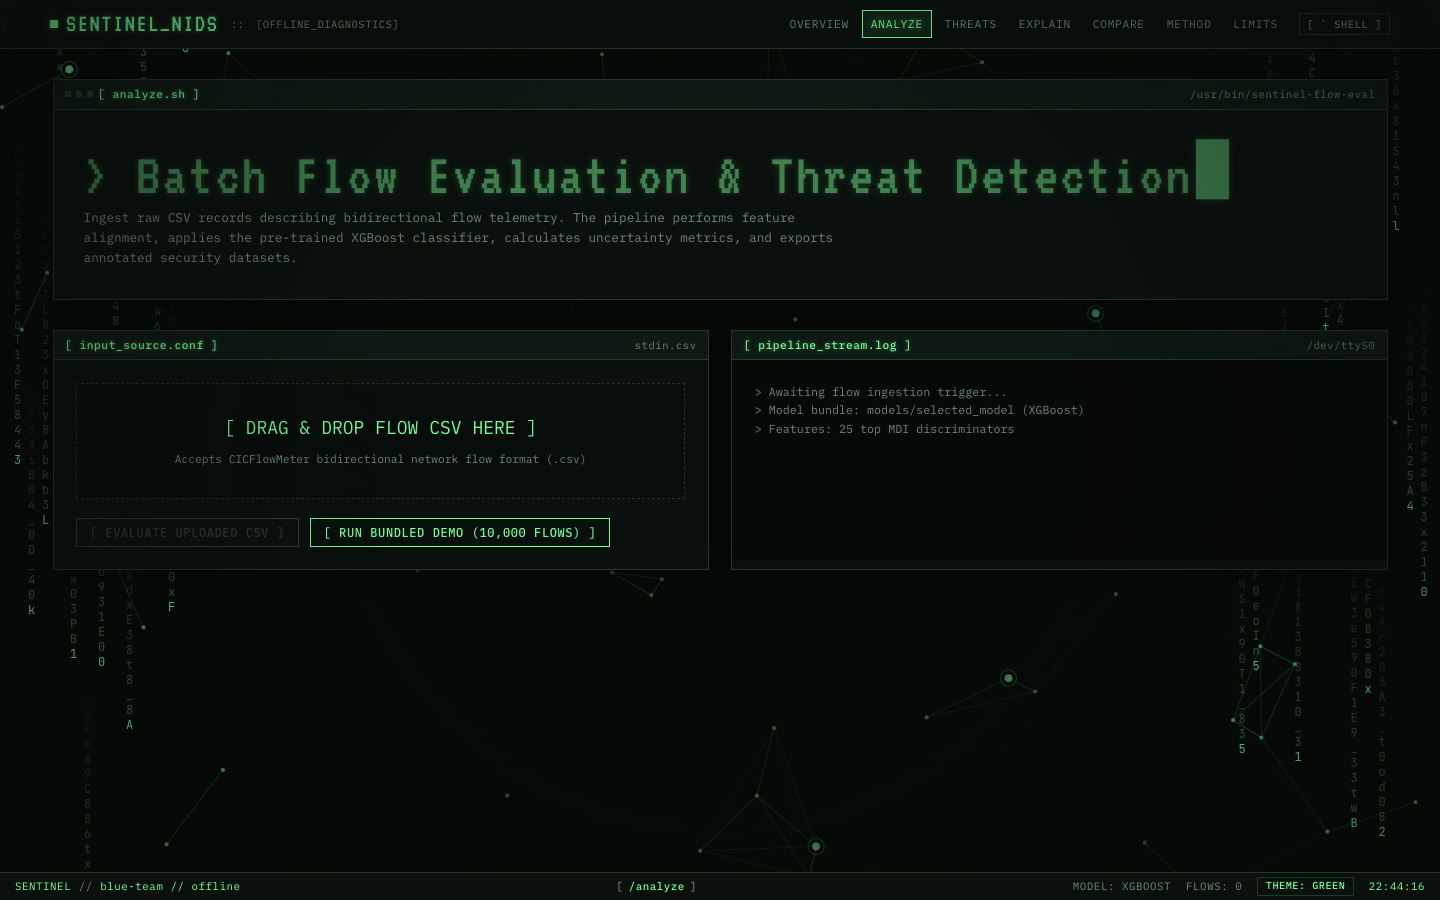 SENTINEL_NIDS :: [OFFLINE_DIAGNOSTICS]
OVERVIEW ANALYZE THREATS EXPLAIN COMPARE METHOD LIMITS [ ` SHELL ]
[ analyze.sh ] /usr/bin/sentinel-flow-eval
> Batch Flow Evaluation & Threat Detection
Ingest raw CSV records describing bidirectional flow telemetry. The pipeline performs feature
alignment, applies the pre-trained XGBoost classifier, calculates uncertainty metrics, and exports
annotated security datasets.
[ input_source.conf ] stdin.csv
[ DRAG & DROP FLOW CSV HERE ]
Accepts CICFlowMeter bidirectional network flow format (.csv)
[ EVALUATE UPLOADED CSV ] [ RUN BUNDLED DEMO (10,000 FLOWS) ]
[ pipeline_stream.log ] /dev/ttyS0
> Awaiting flow ingestion trigger...
> Model bundle: models/selected_model (XGBoost)
> Features: 25 top MDI discriminators
SENTINEL // blue-team // offline
[ /analyze ]
MODEL: XGBOOST FLOWS: 0 THEME: GREEN 22:44:16